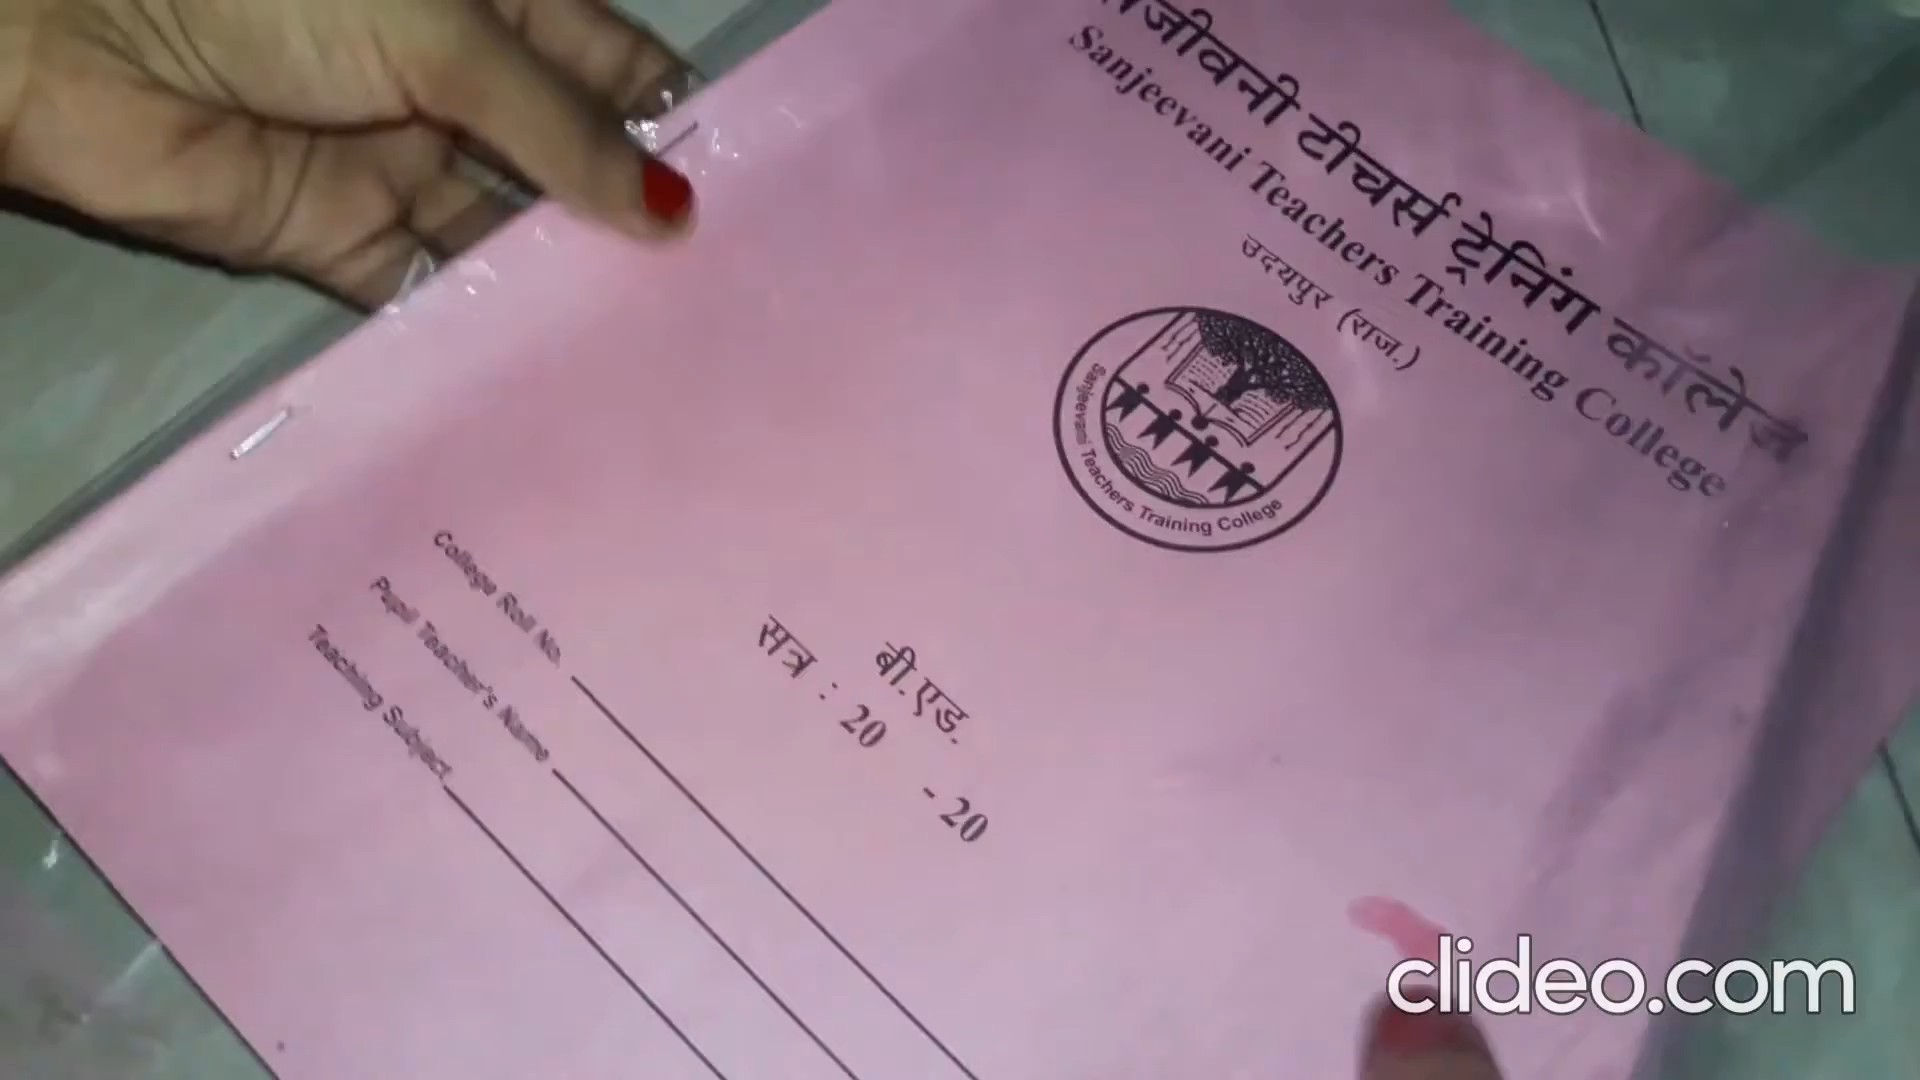 टीचर्स ट्रेनिंग कॉलेज
Sanjeevani Teachers Training College
उदयपुर (राज.)
Sanjeevani Teachers Training College
बी.एड.
सत्र : 20 - 20
College Roll No.
Pupil Teacher's Name
Teaching Subject
clideo.com